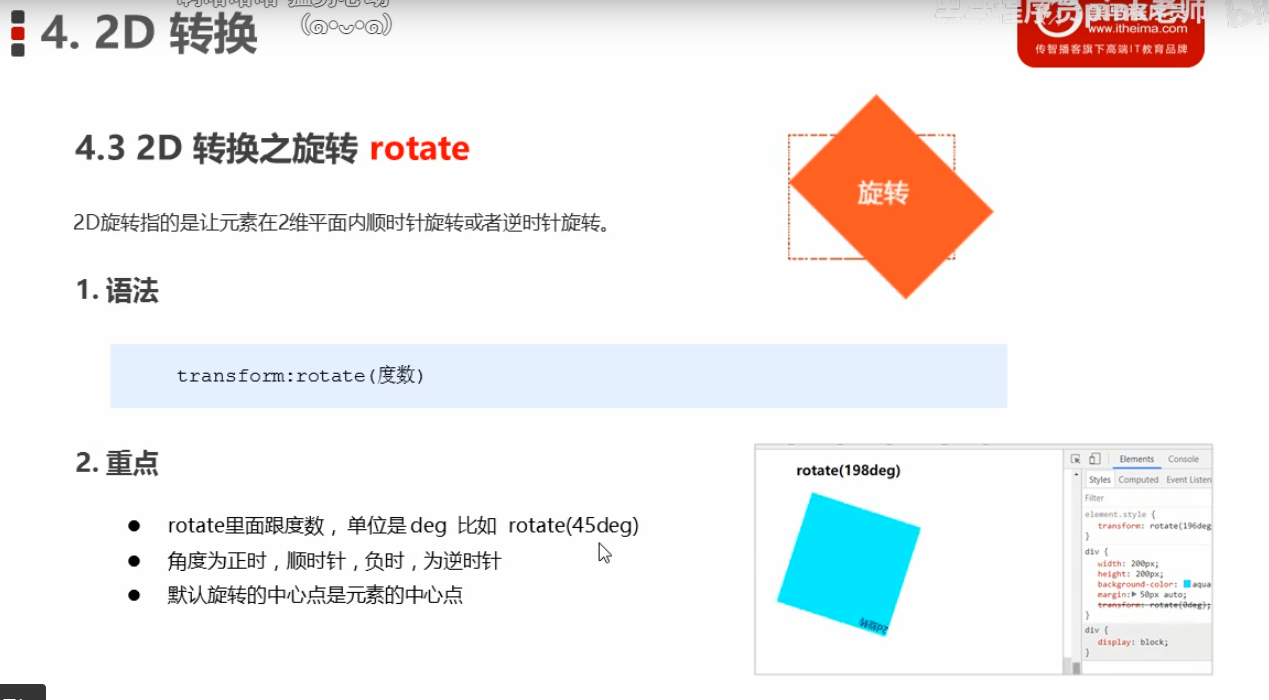 4. 2D 转换
(๑•ᴗ•๑)
www.itheima.com
传智播客旗下高端IT教育品牌
4.3 2D 转换之旋转 rotate
旋转
2D旋转指的是让元素在2维平面内顺时针旋转或者逆时针旋转。
1. 语法
transform:rotate(度数)
2. 重点
rotate里面跟度数，单位是 deg 比如 rotate(45deg)
角度为正时，顺时针，负时，为逆时针
默认旋转的中心点是元素的中心点
rotate(198deg)
2D旋转
Elements Console
Styles Computed Event Listen
Filter
element.style {
transform: rotate(196deg
}
div {
width: 200px;
height: 200px;
background-color: aqua
margin: 50px auto;
transform: rotate(0deg);
}
div {
display: block;
}